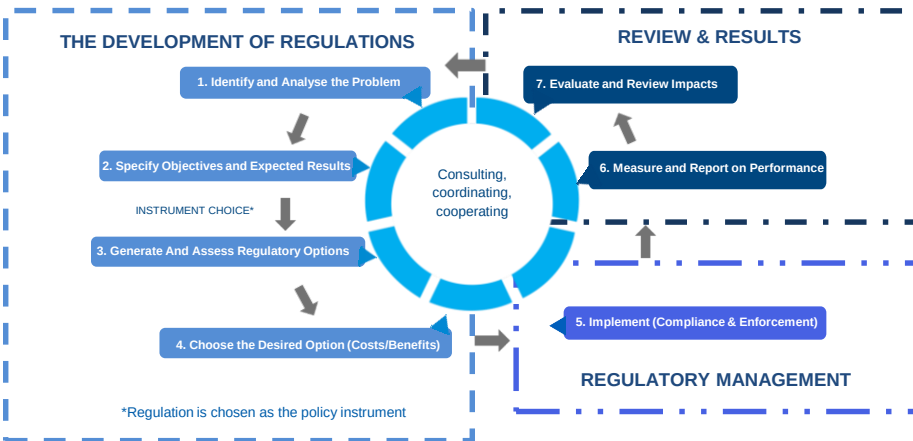 THE DEVELOPMENT OF REGULATIONS
1. Identify and Analyse the Problem
2. Specify Objectives and Expected Results
INSTRUMENT CHOICE*
3. Generate And Assess Regulatory Options
4. Choose the Desired Option (Costs/Benefits)
*Regulation is chosen as the policy instrument
Consulting,
coordinating,
cooperating
REVIEW & RESULTS
7. Evaluate and Review Impacts
6. Measure and Report on Performance
5. Implement (Compliance & Enforcement)
REGULATORY MANAGEMENT